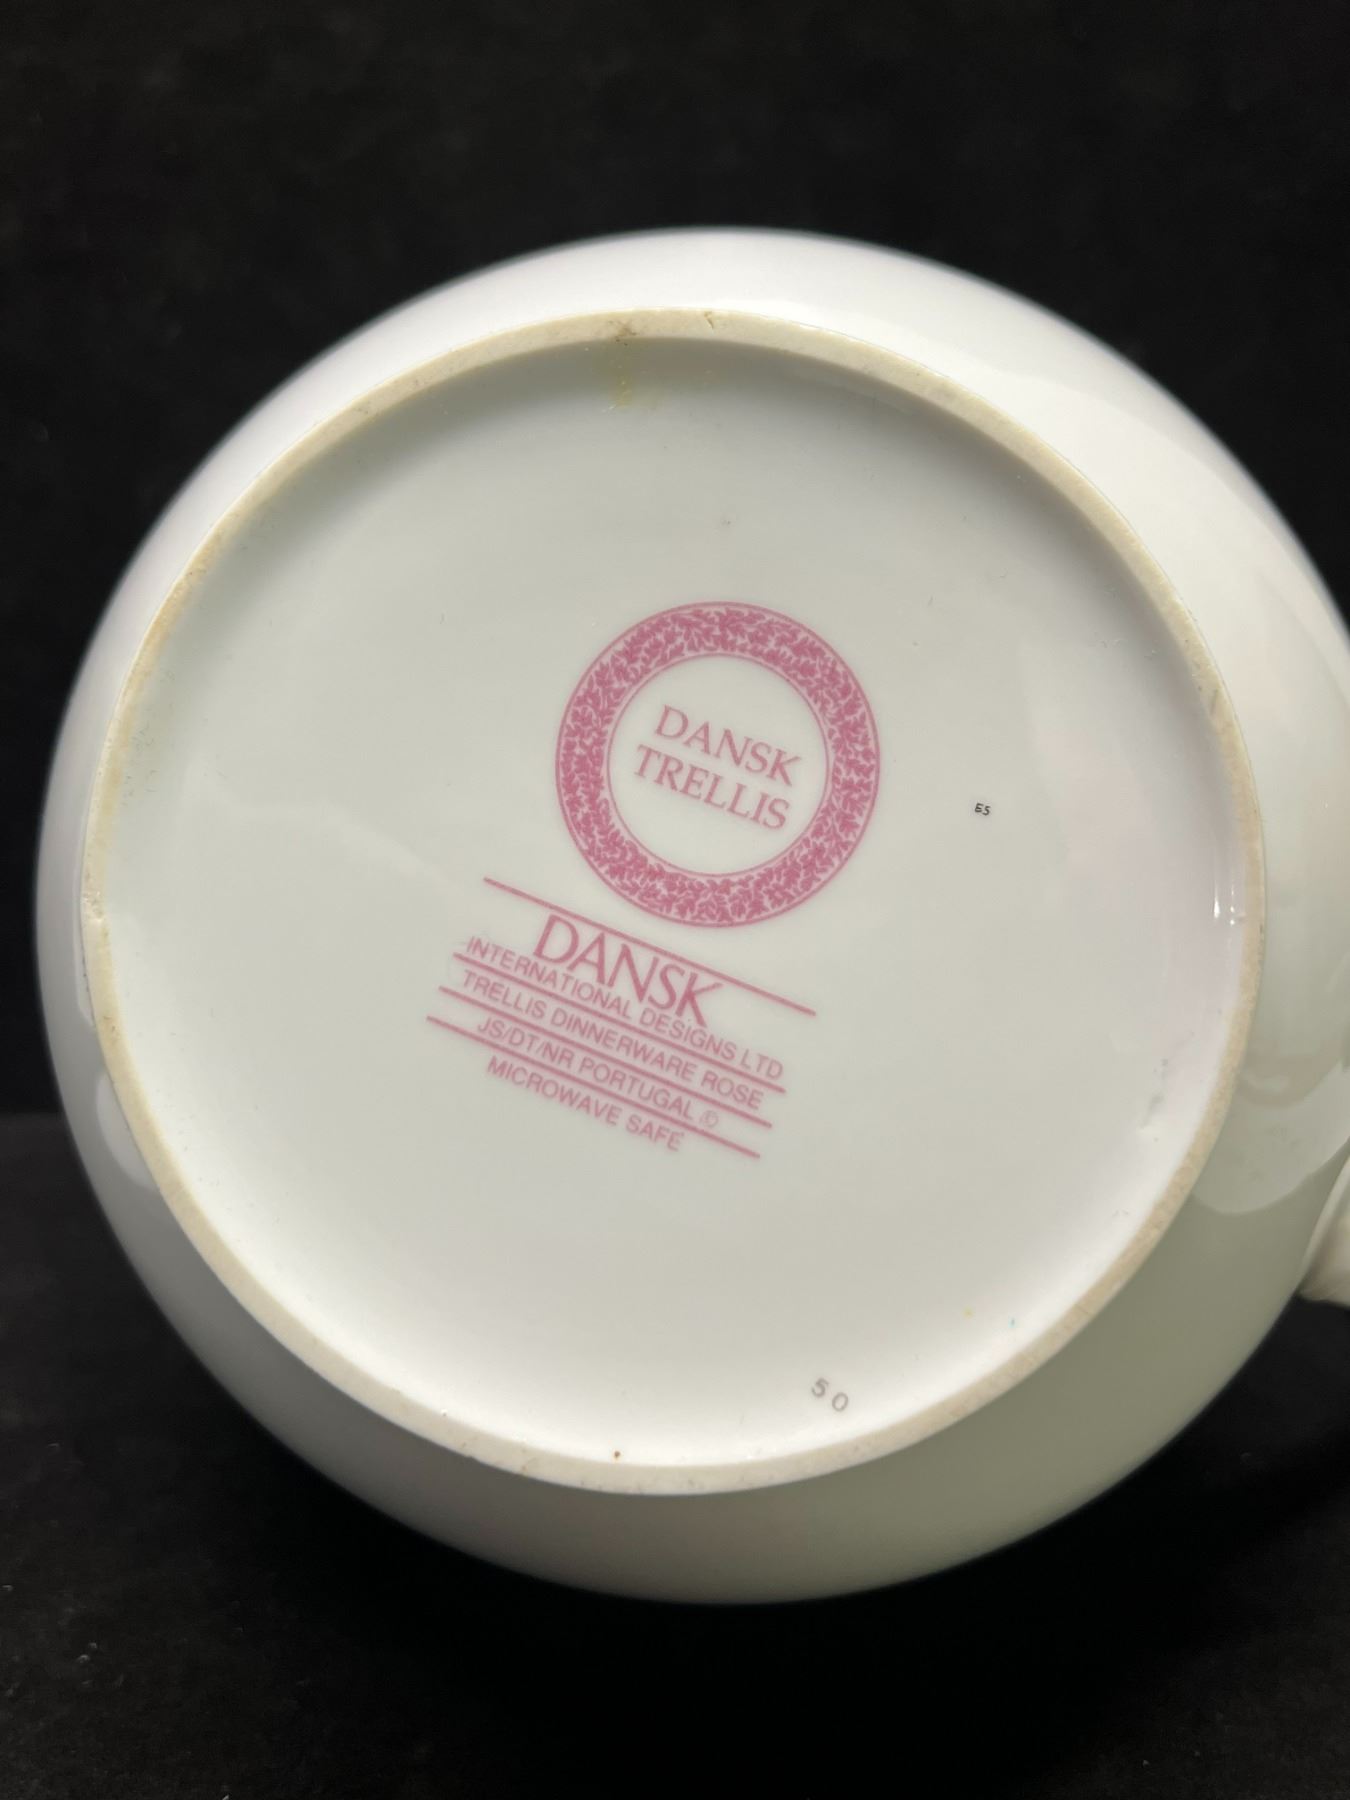 DANSK
TRELLIS
E5
DANSK
INTERNATIONAL DESIGNS LTD
TRELLIS DINNERWARE ROSE
JS/DT/NR PORTUGAL ©
MICROWAVE SAFE
50